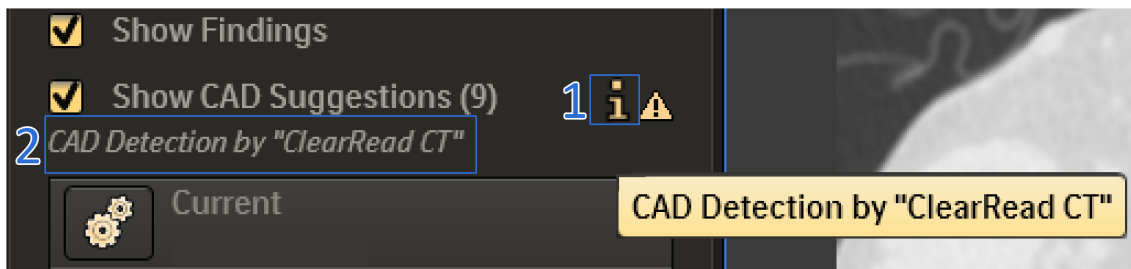 Show Findings
Show CAD Suggestions (9)
1
2
CAD Detection by "ClearRead CT"
Current
CAD Detection by "ClearRead CT"